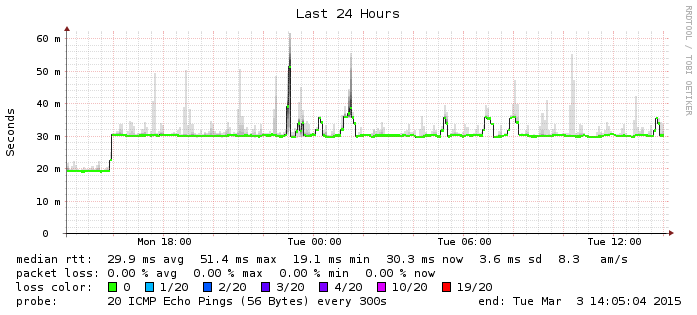 Last 24 Hours
RRDTOOL / TOBI OETIKER
Seconds
60 m
50 m
40 m
30 m
20 m
10 m
0
Mon 18:00 Tue 00:00 Tue 06:00 Tue 12:00
median rtt: 29.9 ms avg 51.4 ms max 19.1 ms min 30.3 ms now 3.6 ms sd 8.3 am/s
packet loss: 0.00 % avg 0.00 % max 0.00 % min 0.00 % now
loss color: 0 1/20 2/20 3/20 4/20 10/20 19/20
probe: 20 ICMP Echo Pings (56 Bytes) every 300s end: Tue Mar 3 14:05:04 2015